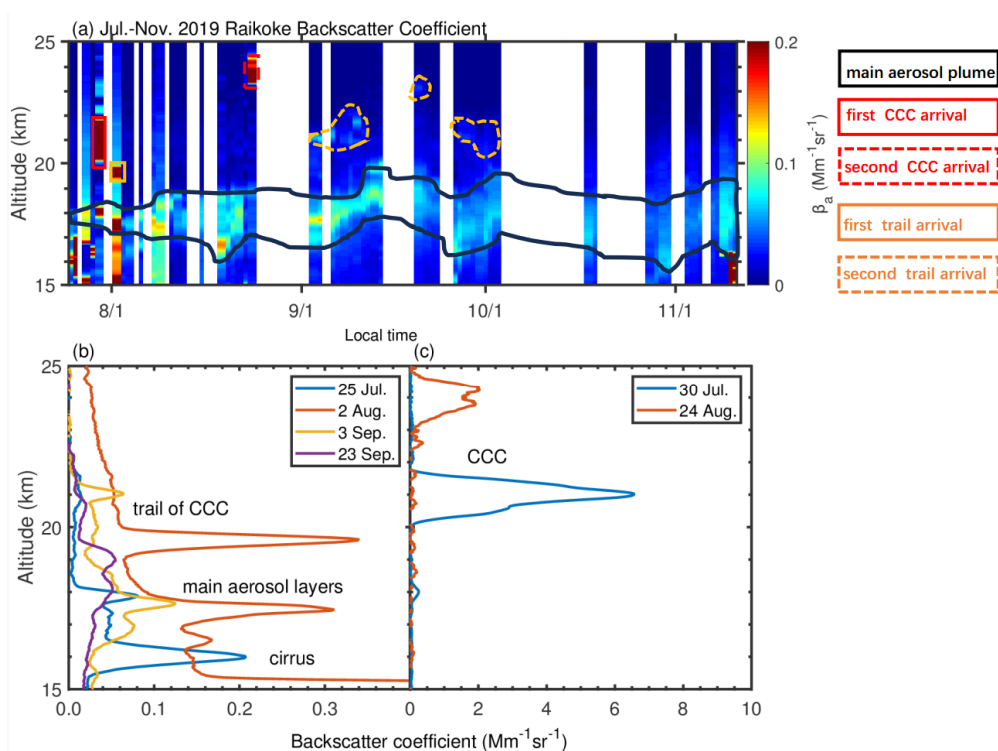 (a) Jul.-Nov. 2019 Raikoke Backscatter Coefficient
25
20
15
Altitude (km)
8/1
9/1
10/1
11/1
Local time
0.2
0.1
0
βa (Mm⁻¹sr⁻¹)
main aerosol plume
first CCC arrival
second CCC arrival
first trail arrival
second trail arrival
(b)
25
20
15
Altitude (km)
25 Jul.
2 Aug.
3 Sep.
23 Sep.
trail of CCC
main aerosol layers
cirrus
0.0
0.1
0.2
0.3
(c)
30 Jul.
24 Aug.
CCC
0
2
4
6
8
10
Backscatter coefficient (Mm⁻¹sr⁻¹)